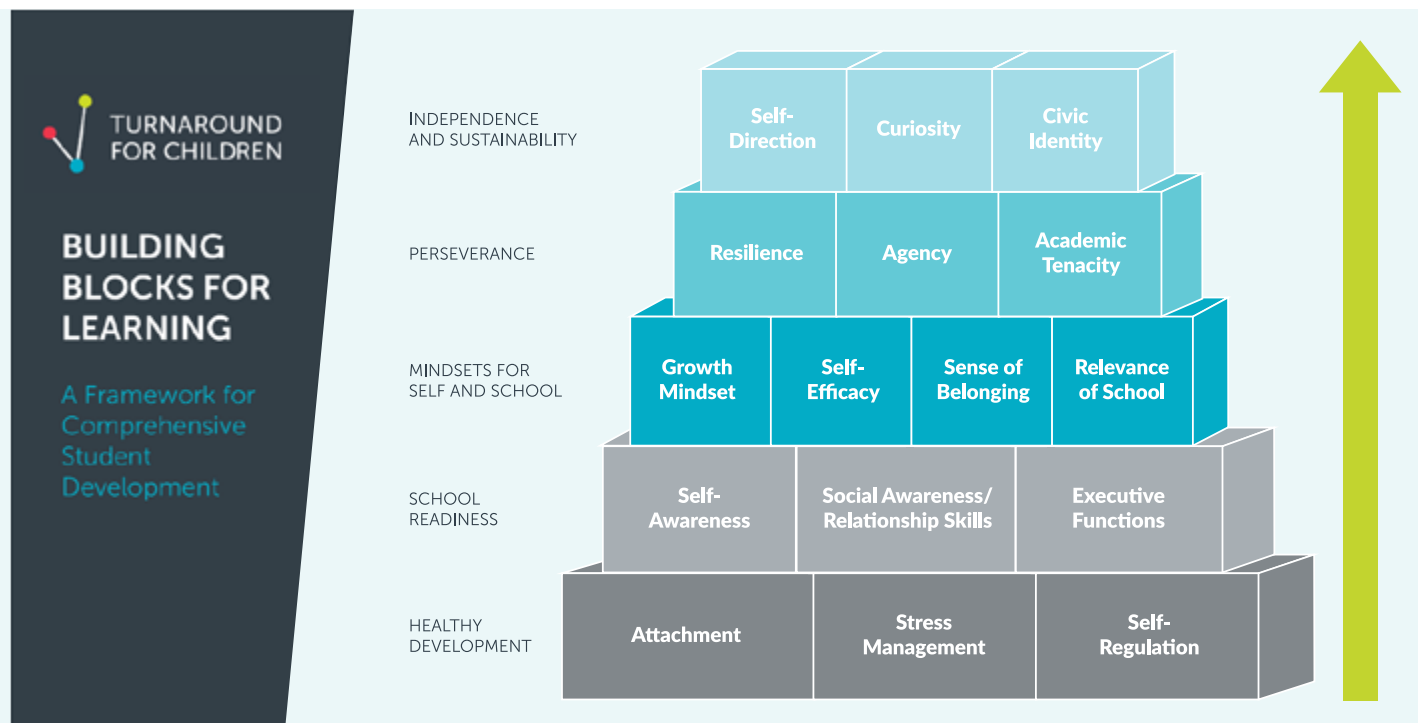 TURNAROUND
FOR CHILDREN
BUILDING
BLOCKS FOR
LEARNING
A Framework for
Comprehensive
Student
Development
INDEPENDENCE
AND SUSTAINABILITY
Self-
Direction
Curiosity
Civic
Identity
PERSEVERANCE
Resilience
Agency
Academic
Tenacity
MINDSETS FOR
SELF AND SCHOOL
Growth
Mindset
Self-
Efficacy
Sense of
Belonging
Relevance
of School
SCHOOL
READINESS
Self-
Awareness
Social Awareness/
Relationship Skills
Executive
Functions
HEALTHY
DEVELOPMENT
Attachment
Stress
Management
Self-
Regulation